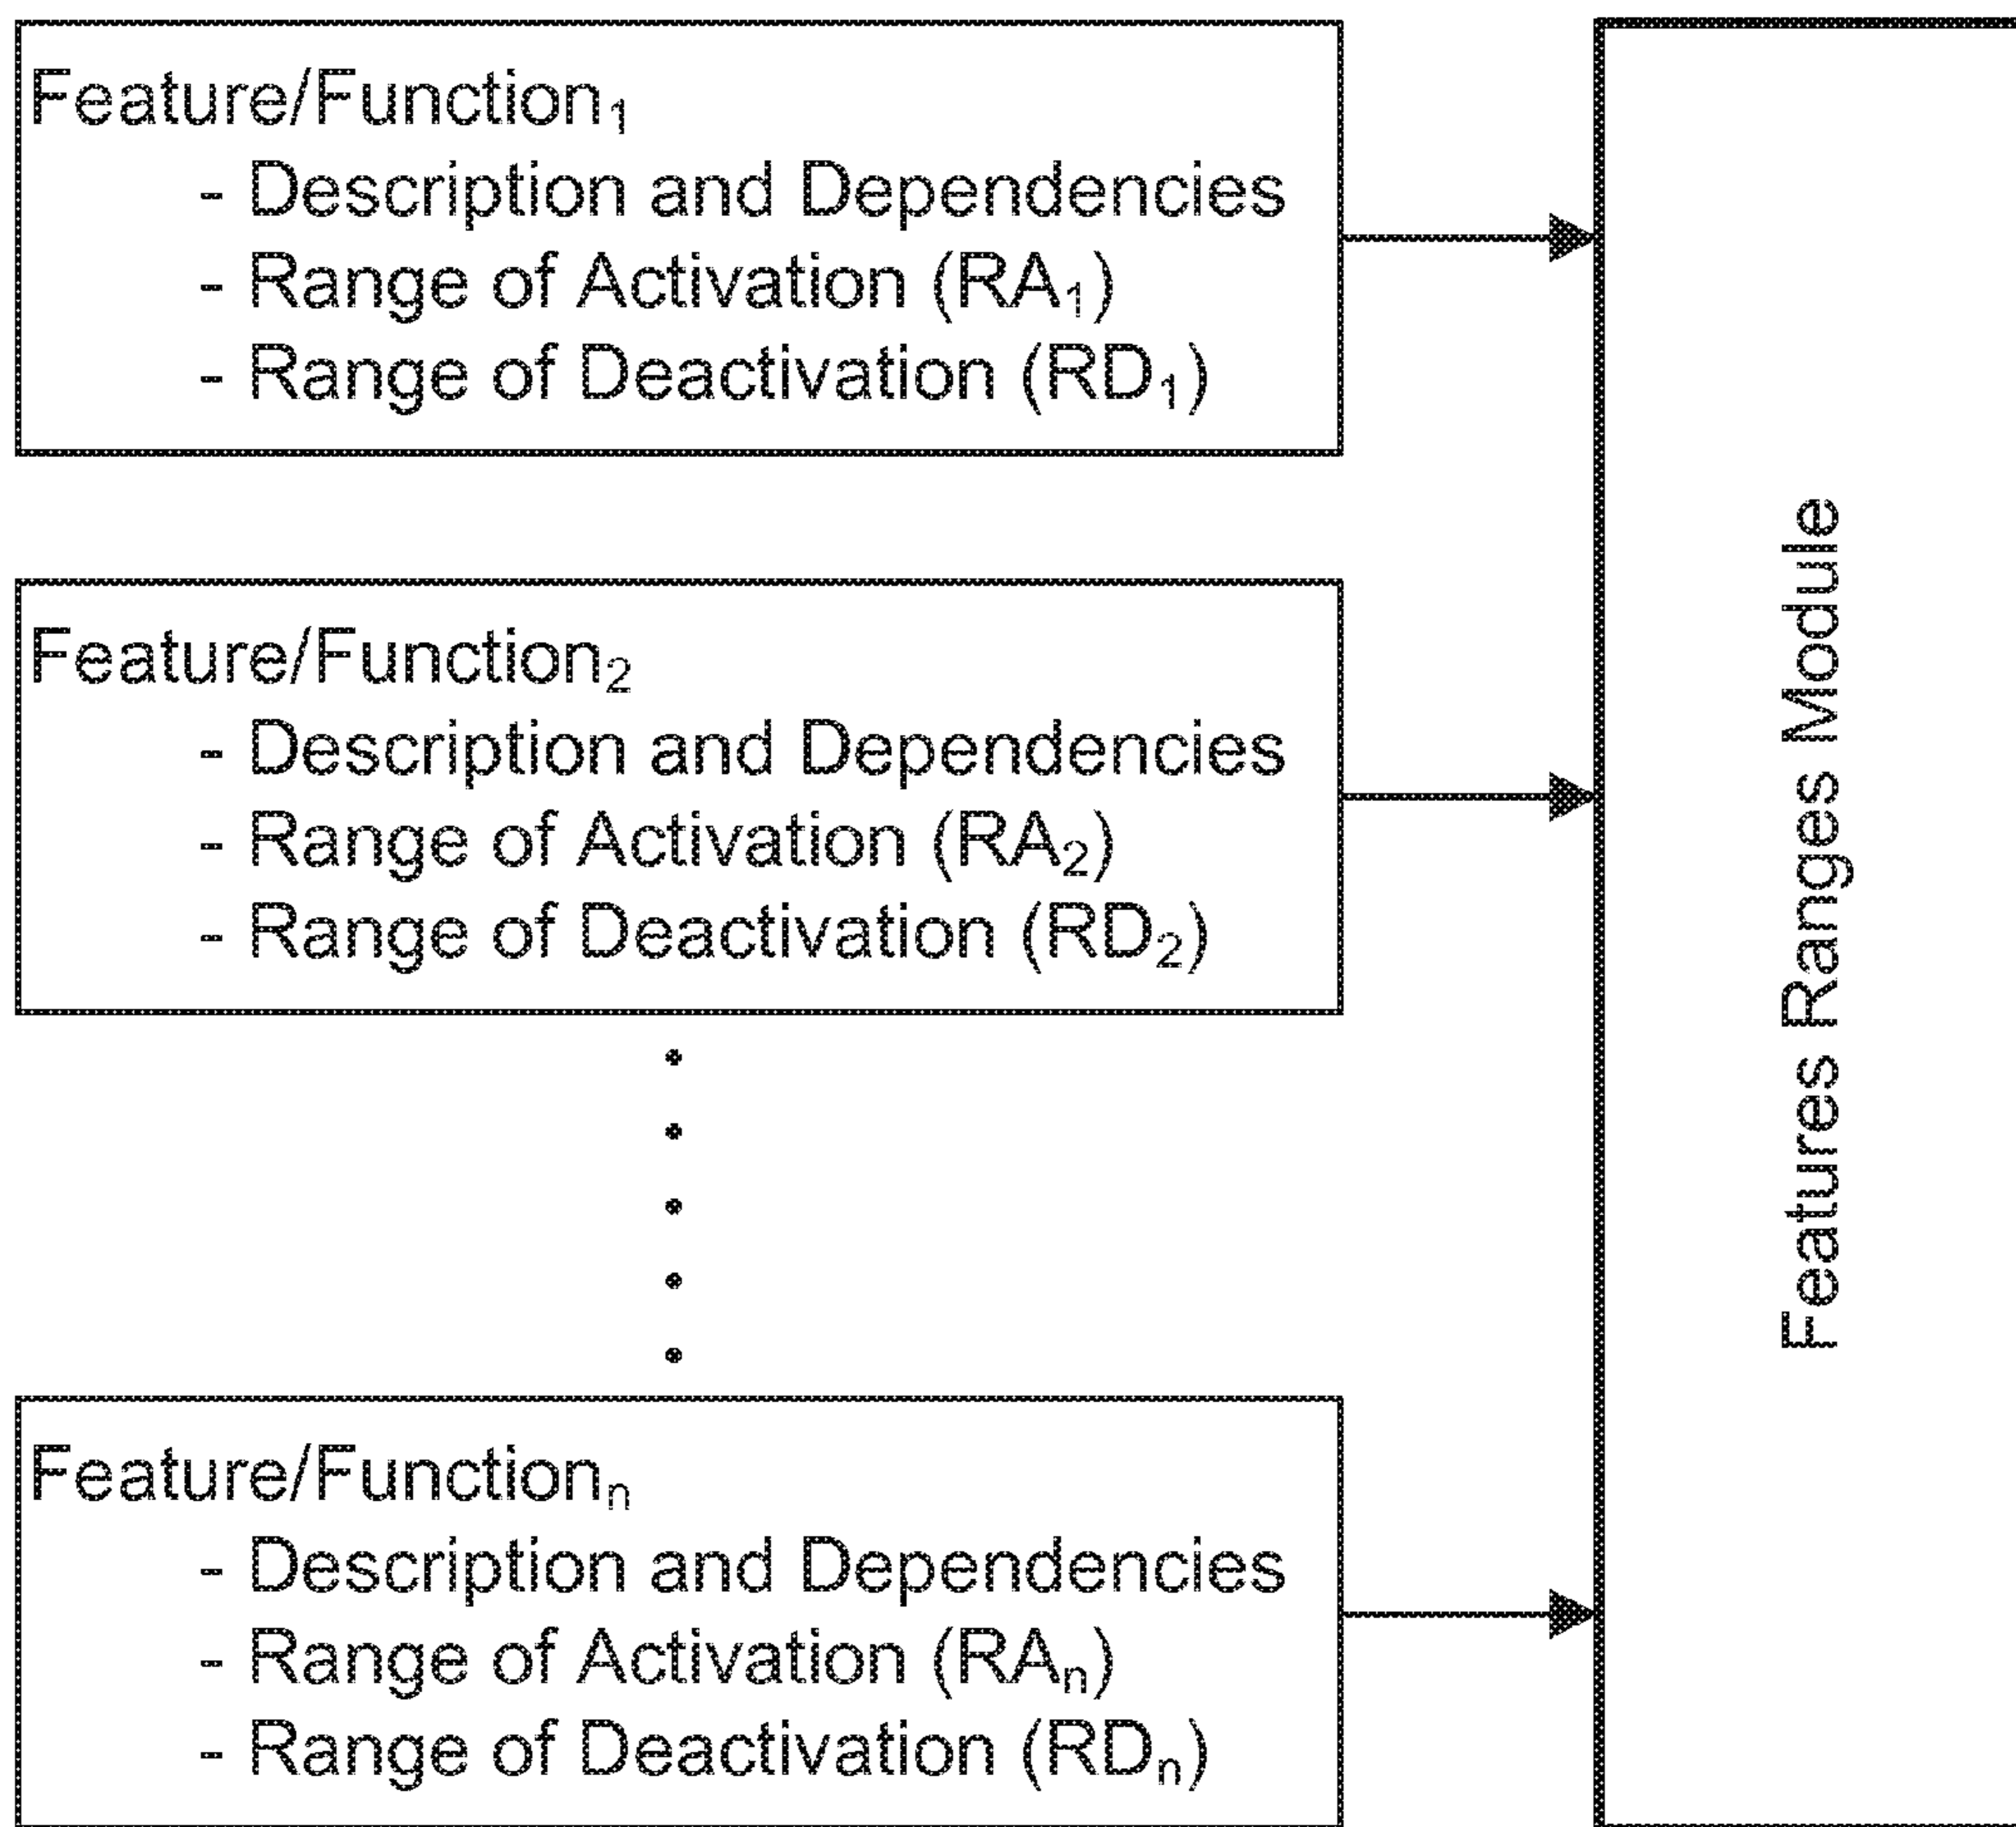 Feature/Function₁
- Description and Dependencies
- Range of Activation (RA₁)
- Range of Deactivation (RD₁)
Feature/Function₂
- Description and Dependencies
- Range of Activation (RA₂)
- Range of Deactivation (RD₂)
Feature/Functionₙ
- Description and Dependencies
- Range of Activation (RAₙ)
- Range of Deactivation (RDₙ)
Features Ranges Module